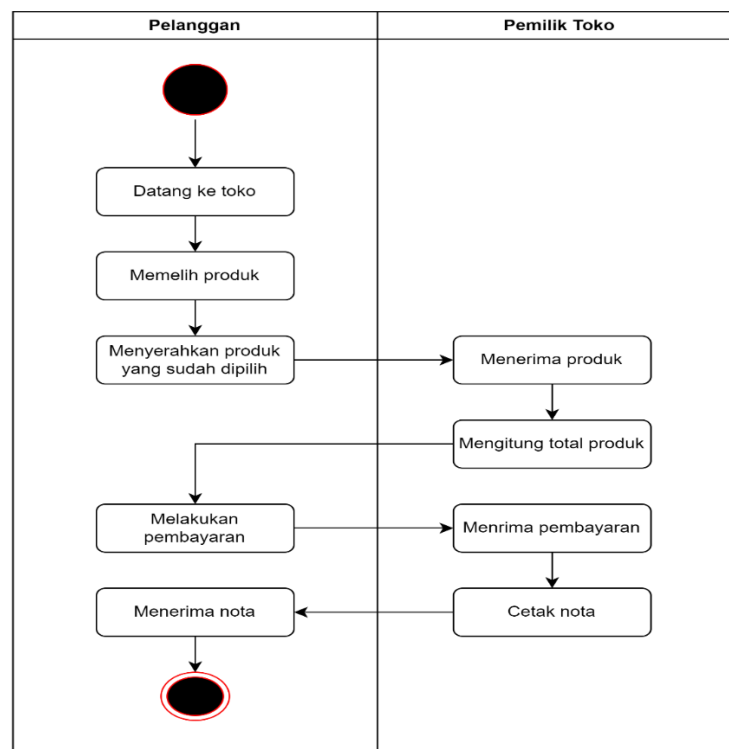 Pelanggan
Pemilik Toko
Datang ke toko
Memelih produk
Menyerahkan produk
yang sudah dipilih
Menerima produk
Mengitung total produk
Melakukan
pembayaran
Menrima pembayaran
Menerima nota
Cetak nota